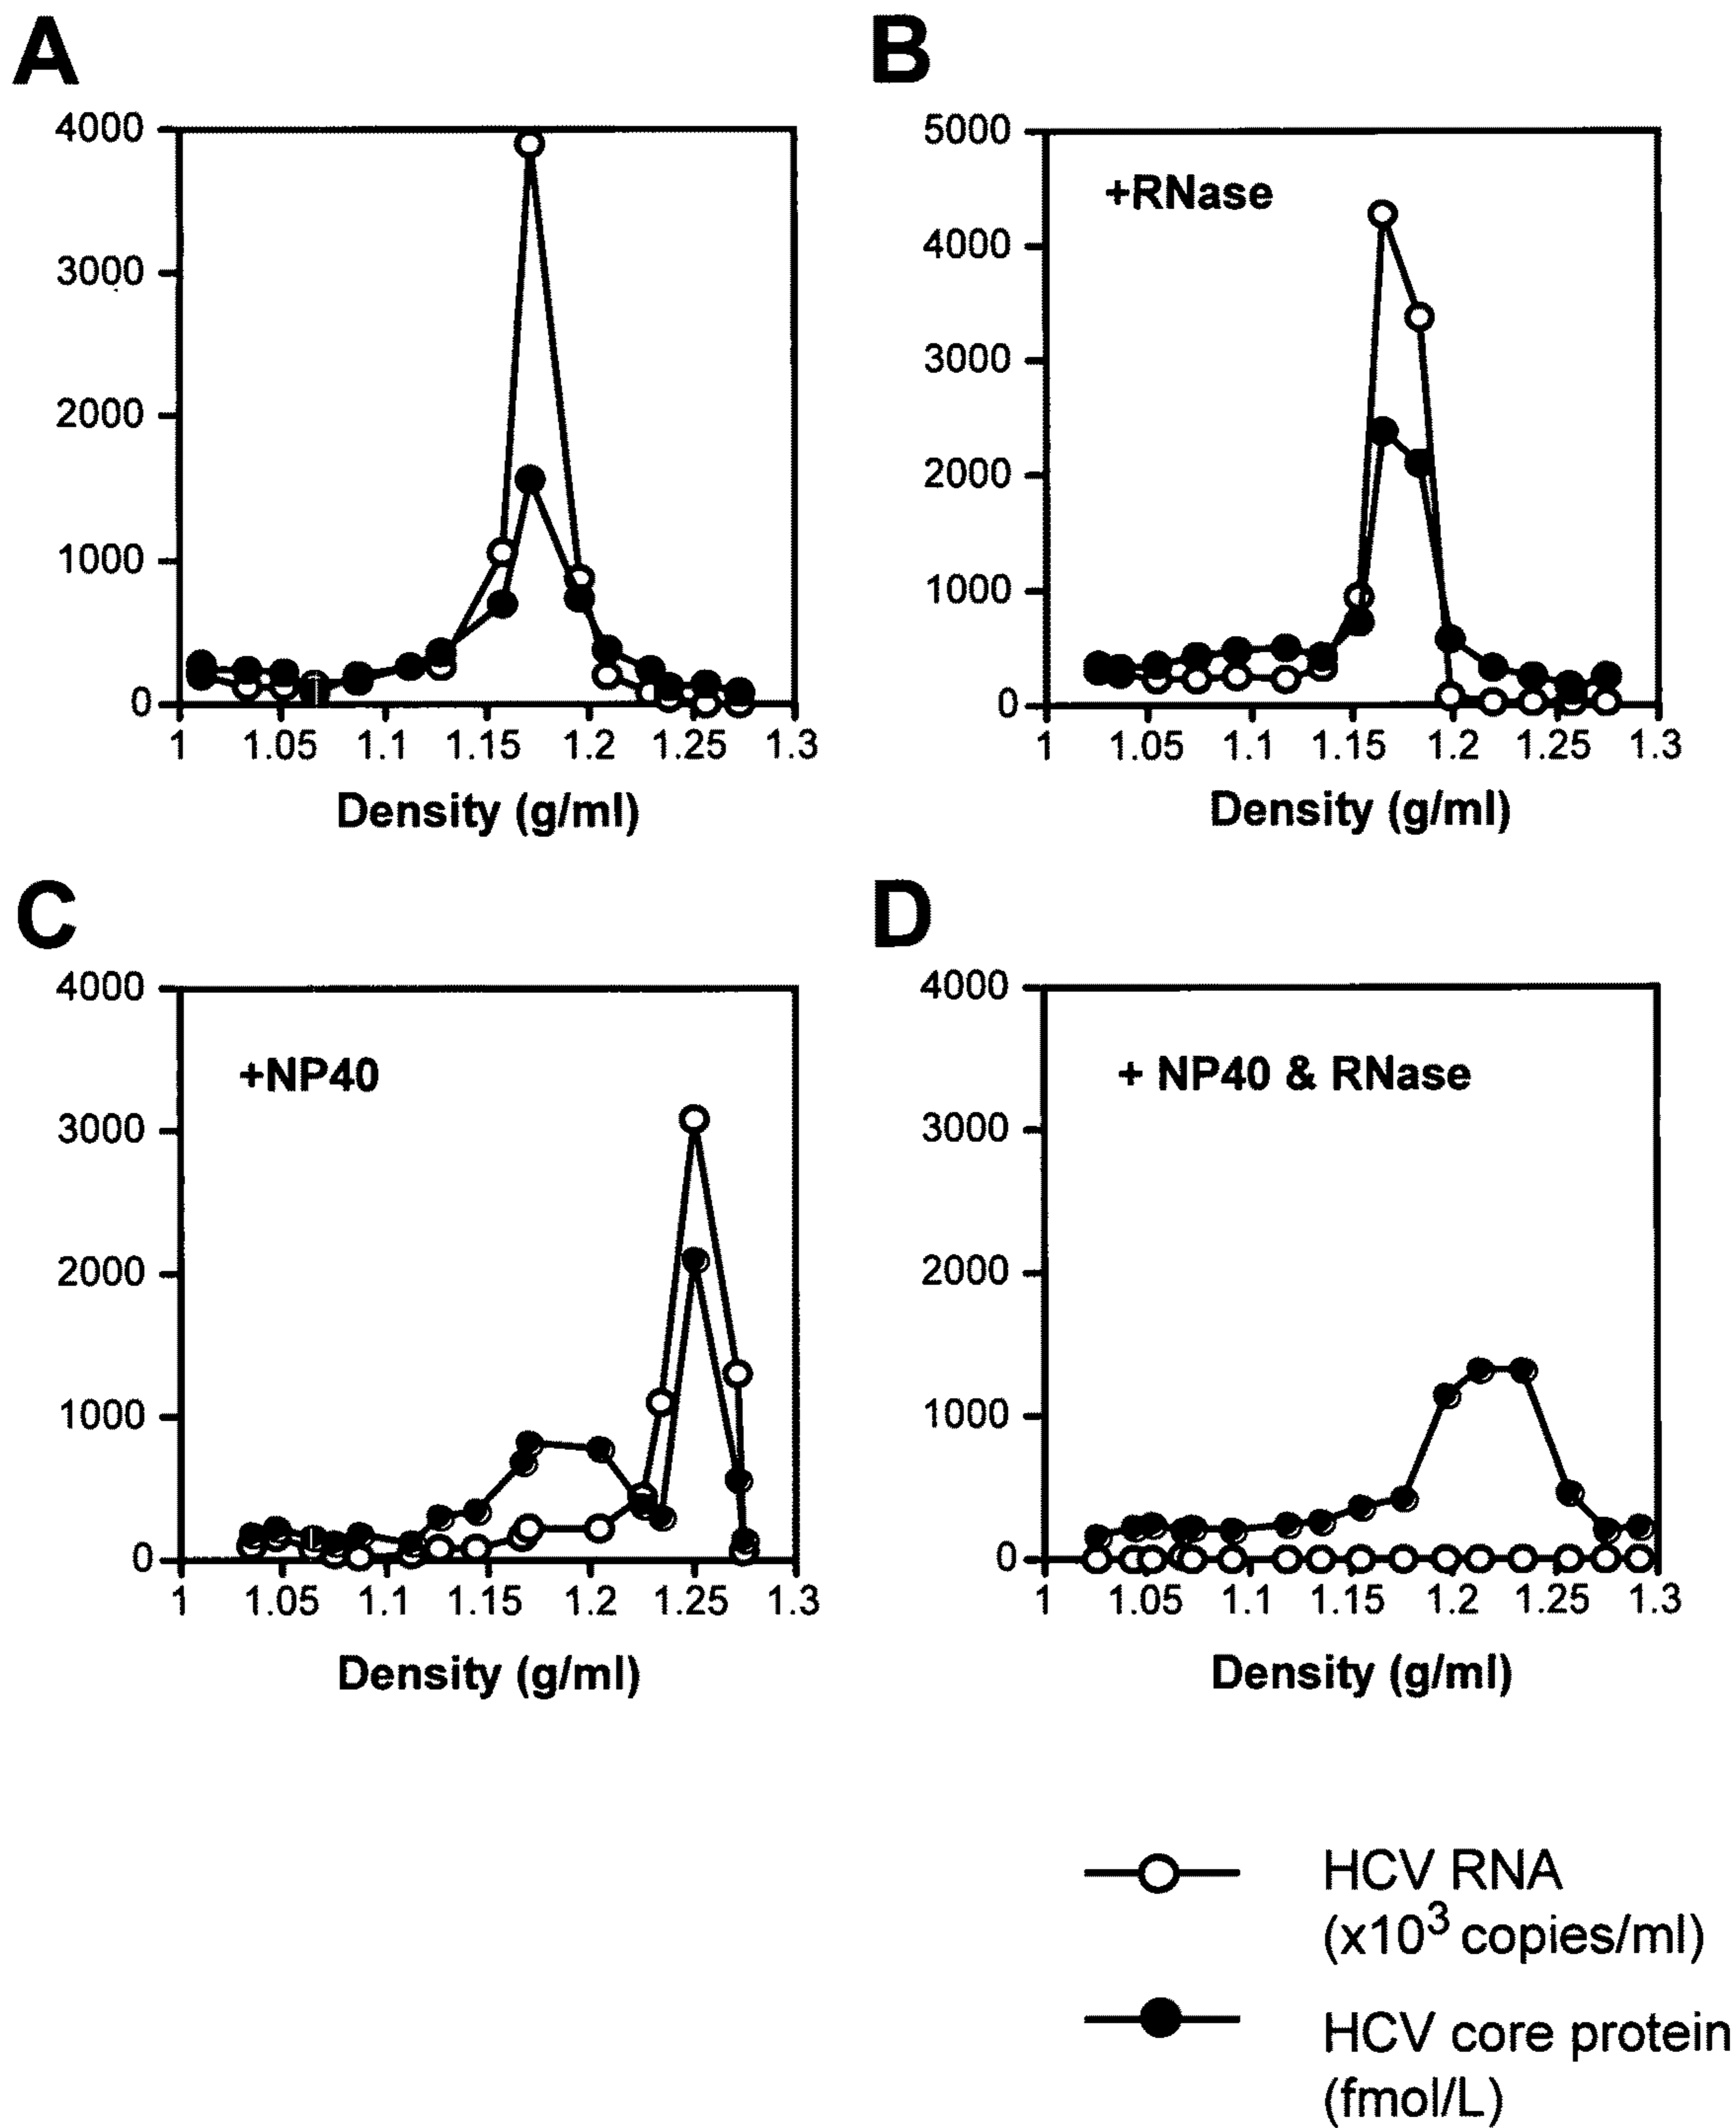 A
4000
3000
2000
1000
0
1 1.05 1.1 1.15 1.2 1.25 1.3
Density (g/ml)
B
5000
+RNase
4000
3000
2000
1000
0
1 1.05 1.1 1.15 1.2 1.25 1.3
Density (g/ml)
C
4000
+NP40
3000
2000
1000
0
1 1.05 1.1 1.15 1.2 1.25 1.3
Density (g/ml)
D
4000
+ NP40 & RNase
3000
2000
1000
0
1 1.05 1.1 1.15 1.2 1.25 1.3
Density (g/ml)
HCV RNA
(x10³ copies/ml)
HCV core protein
(fmol/L)